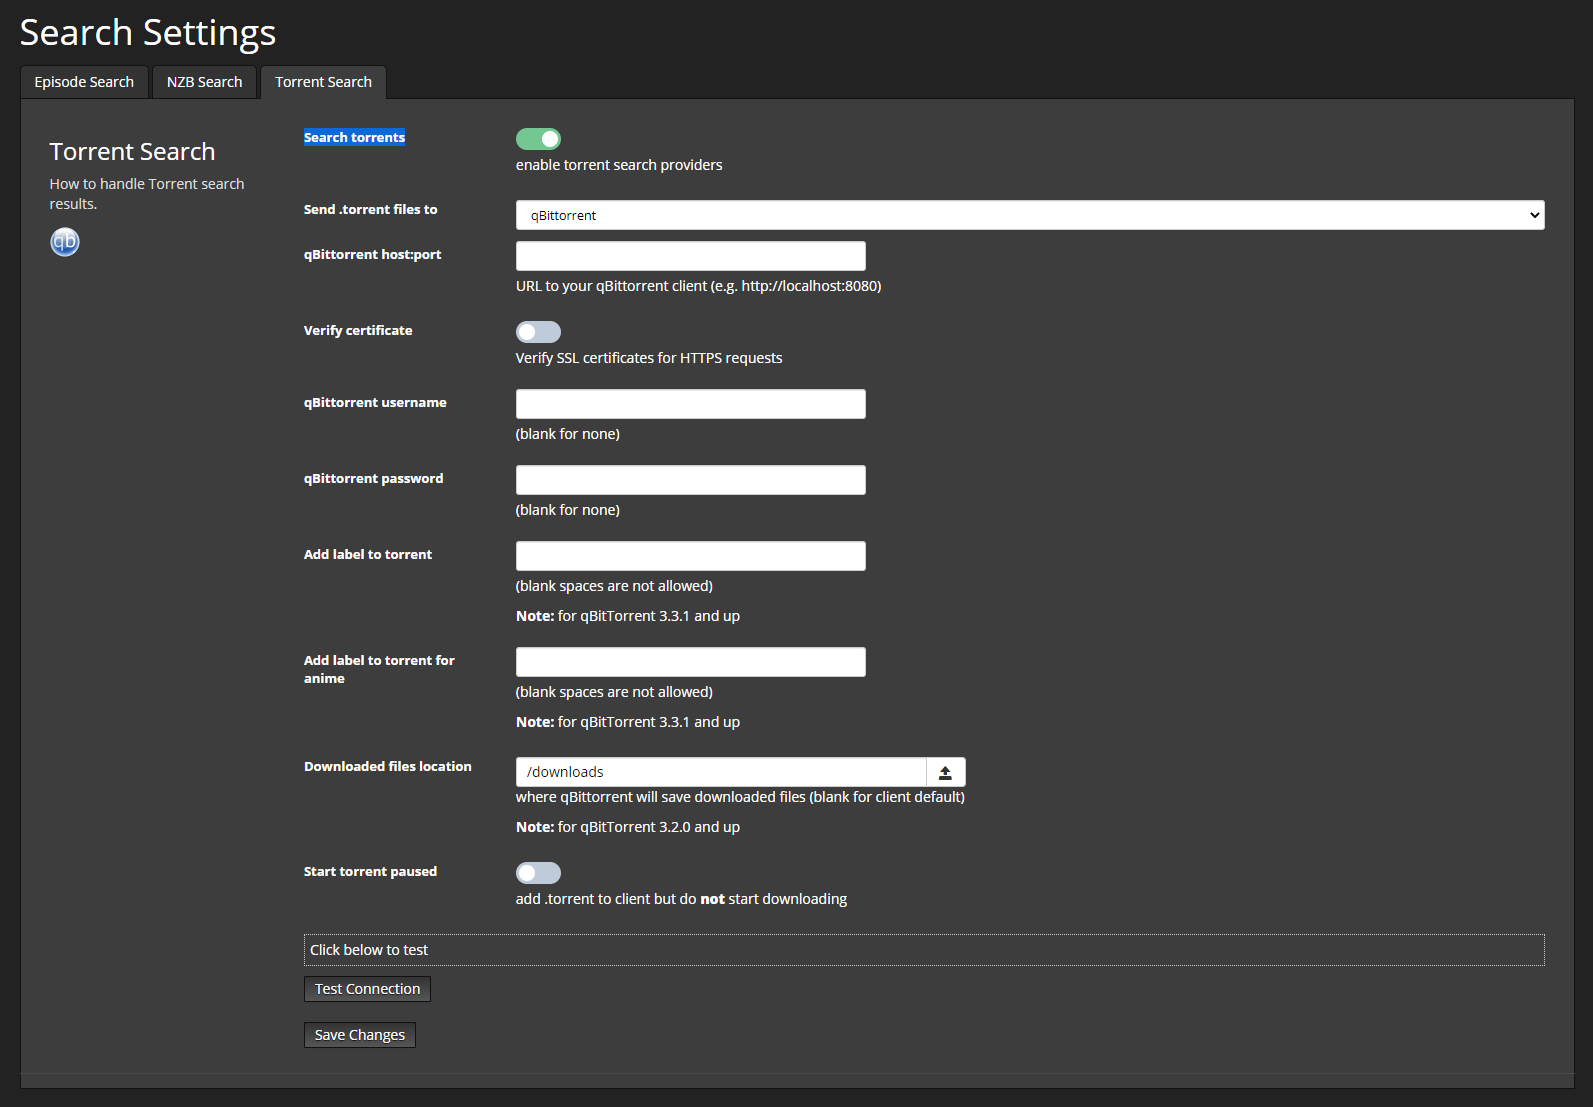 Search Settings
Episode Search
NZB Search
Torrent Search
Torrent Search
How to handle Torrent search
results.
qb
Search torrents
enable torrent search providers
Send .torrent files to
qBittorrent
qBittorrent host:port
URL to your qBittorrent client (e.g. http://localhost:8080)
Verify certificate
Verify SSL certificates for HTTPS requests
qBittorrent username
(blank for none)
qBittorrent password
(blank for none)
Add label to torrent
(blank spaces are not allowed)
Note: for qBitTorrent 3.3.1 and up
Add label to torrent for
anime
(blank spaces are not allowed)
Note: for qBitTorrent 3.3.1 and up
Downloaded files location
/downloads
where qBittorrent will save downloaded files (blank for client default)
Note: for qBitTorrent 3.2.0 and up
Start torrent paused
add .torrent to client but do not start downloading
Click below to test
Test Connection
Save Changes